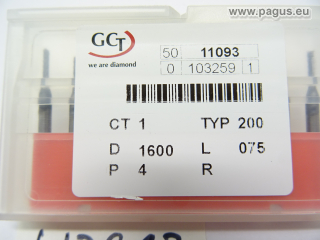 © www.pagus.eu
GCT
we are diamond
50 11093
0 103259 1
CT 1 TYP 200
D 1600 L 075
P 4 R